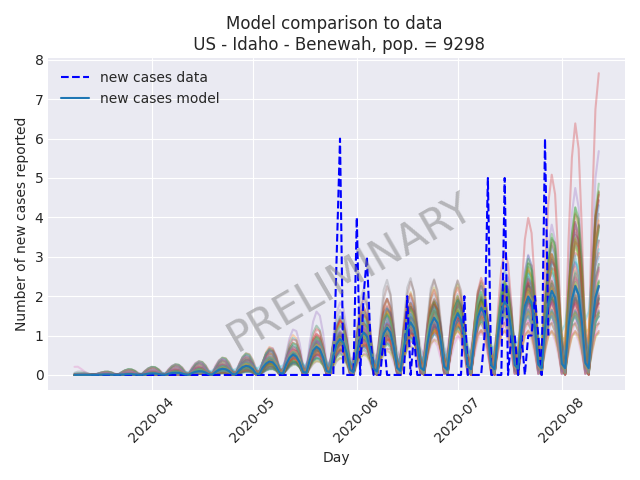 Model comparison to data
US - Idaho - Benewah, pop. = 9298
8
7
6
5
4
3
2
1
0
Number of new cases reported
new cases data
new cases model
PRELIMINARY
2020-04
2020-05
2020-06
2020-07
2020-08
Day